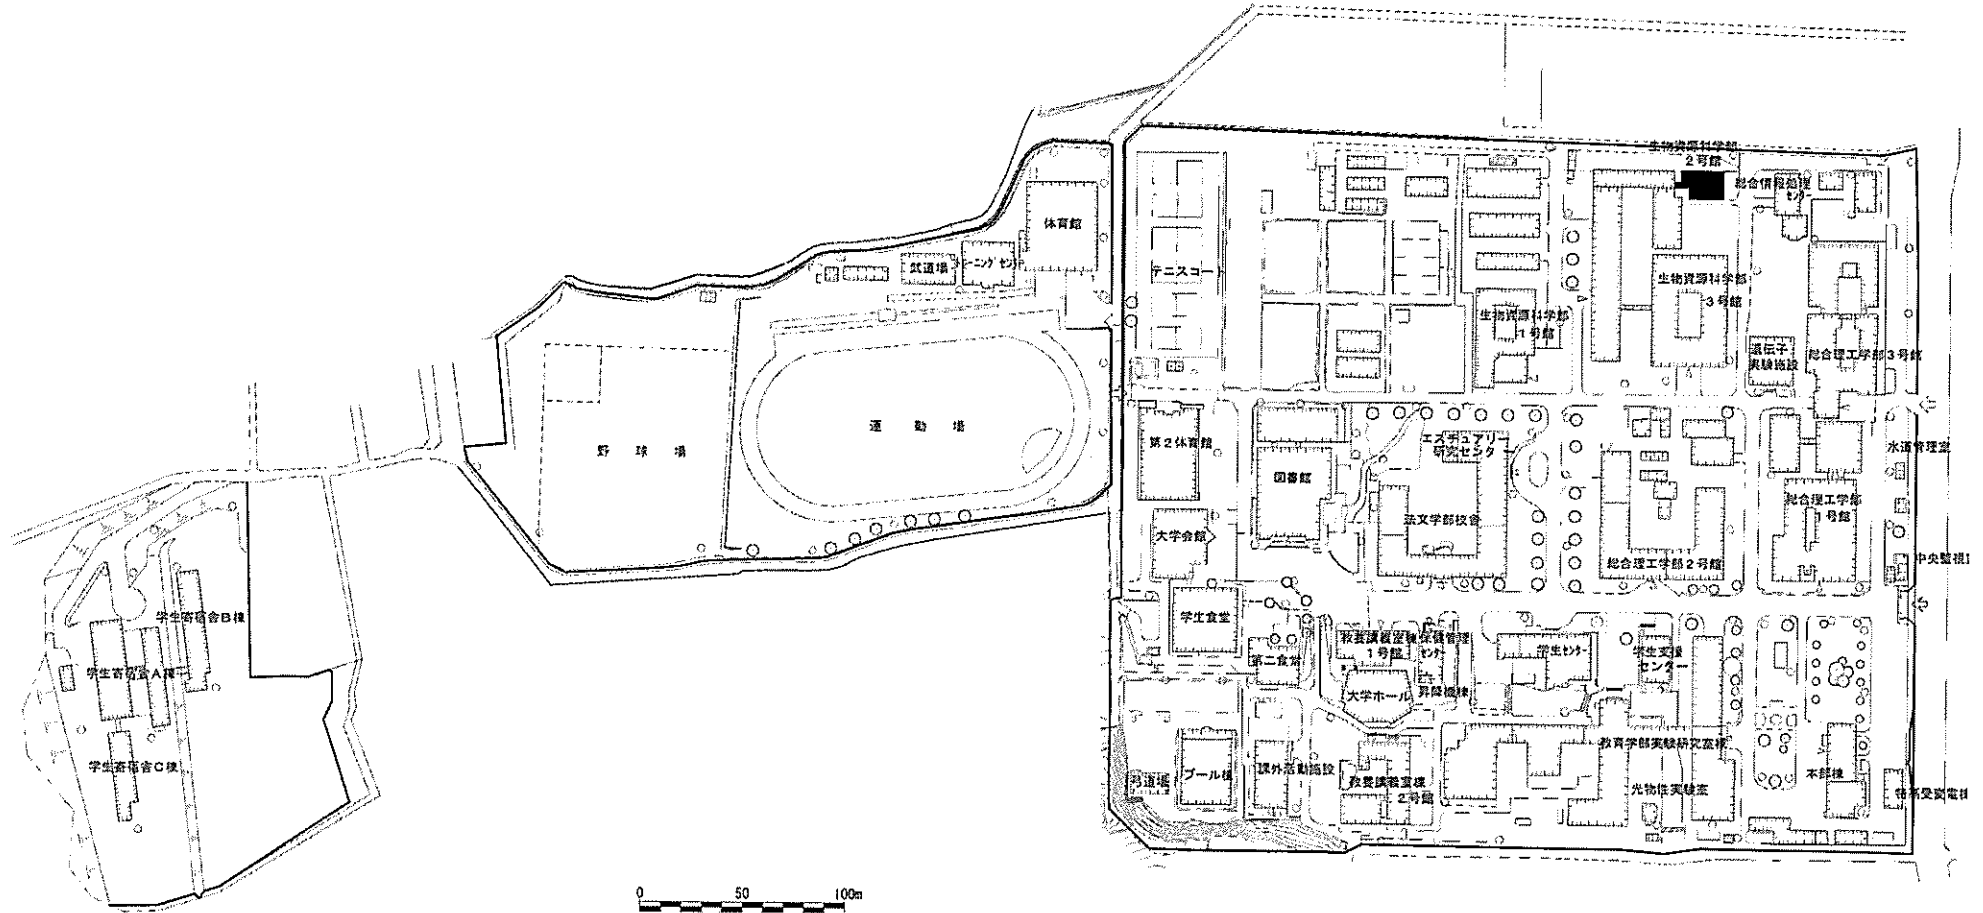 生物資源科学部
2号館
総合情報処理
センター
体育館
武道場
トレーニングセンター
テニスコート
生物資源科学部
3号館
生物資源科学部
1号館
遺伝子
実験施設
総合理工学部3号館
運動場
野球場
第2体育館
エスチュアリー
研究センタ
水道管理室
図書館
総合理工学部
1号館
法文学部校舎
大学会館
総合理工学部2号館
中央監視
学生寄宿舎B棟
学生食堂
教養講義室棟
1号館
保健管理
センター
学生センター
学生支援
センター
第二食堂
学生寄宿舎A棟
大学ホール
昇降機棟
教育学部実験研究室棟
学生寄宿舎C棟
弓道場
プール棟
課外活動施設
教養講義室棟
2号館
光物性実験室
本部棟
特高受変電棟
0 50 100m